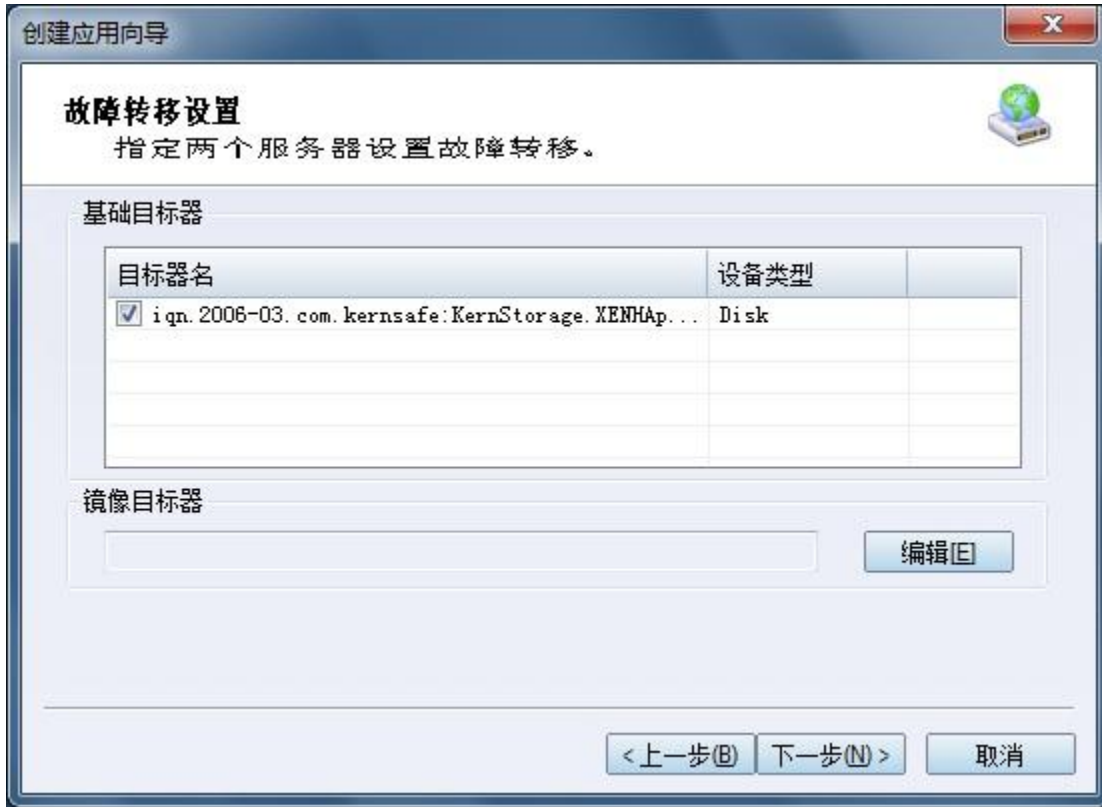 创建应用向导
故障转移设置
指定两个服务器设置故障转移。
基础目标器
目标器名 设备类型
iqn.2006-03.com.kernsafe:KernStorage.XENHAp... Disk
镜像目标器
编辑[E]
<上一步(B) 下一步(N)> 取消